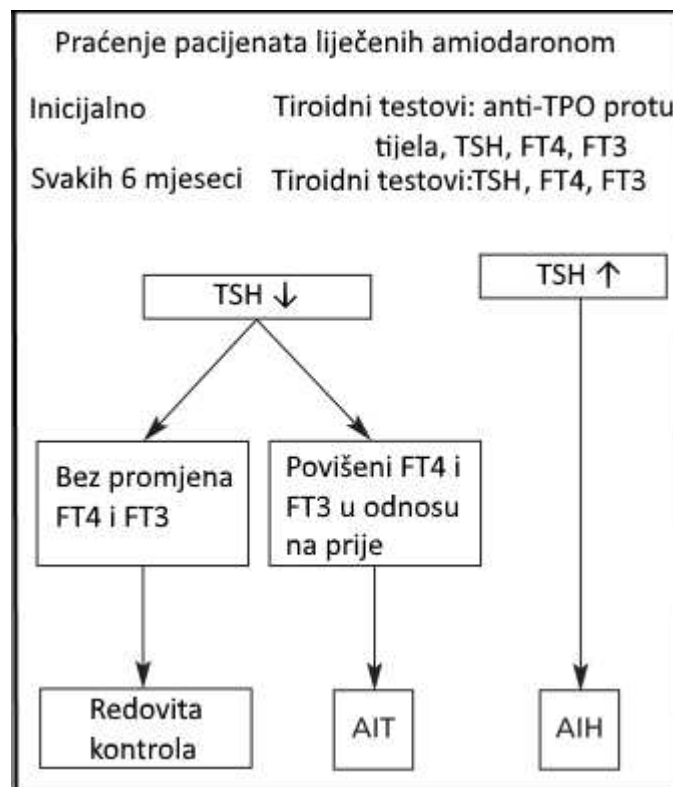 Praćenje pacijenata liječenih amiodaronom
Inicijalno Tiroidni testovi: anti-TPO protu
tijela, TSH, FT4, FT3
Svakih 6 mjeseci Tiroidni testovi:TSH, FT4, FT3
TSH ↑
TSH ↓
Bez promjena
FT4 i FT3
Povišeni FT4 i
FT3 u odnosu
na prije
Redovita
kontrola
AIT
AIH